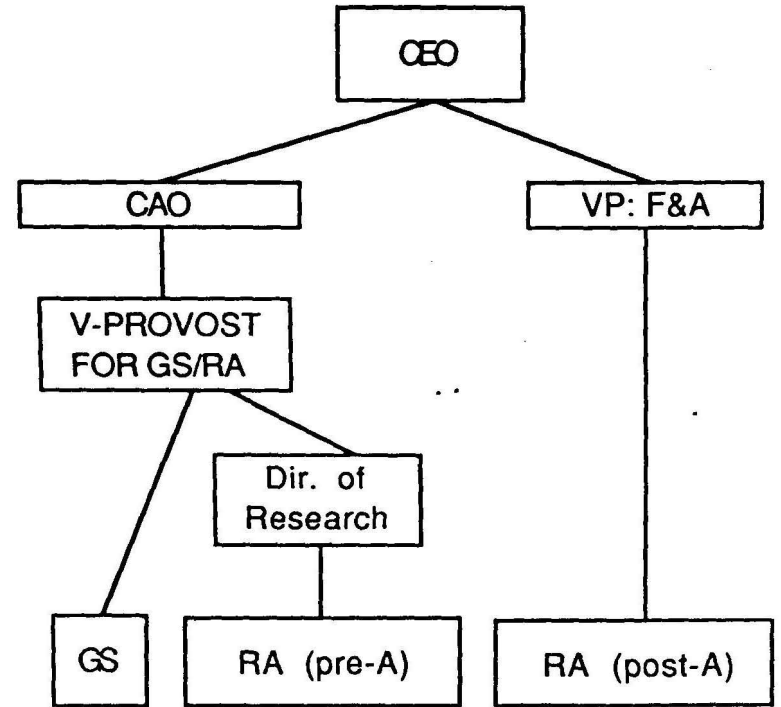 CEO
CAO
VP: F&A
V-PROVOST
FOR GS/RA
Dir. of
Research
GS
RA (pre-A)
RA (post-A)